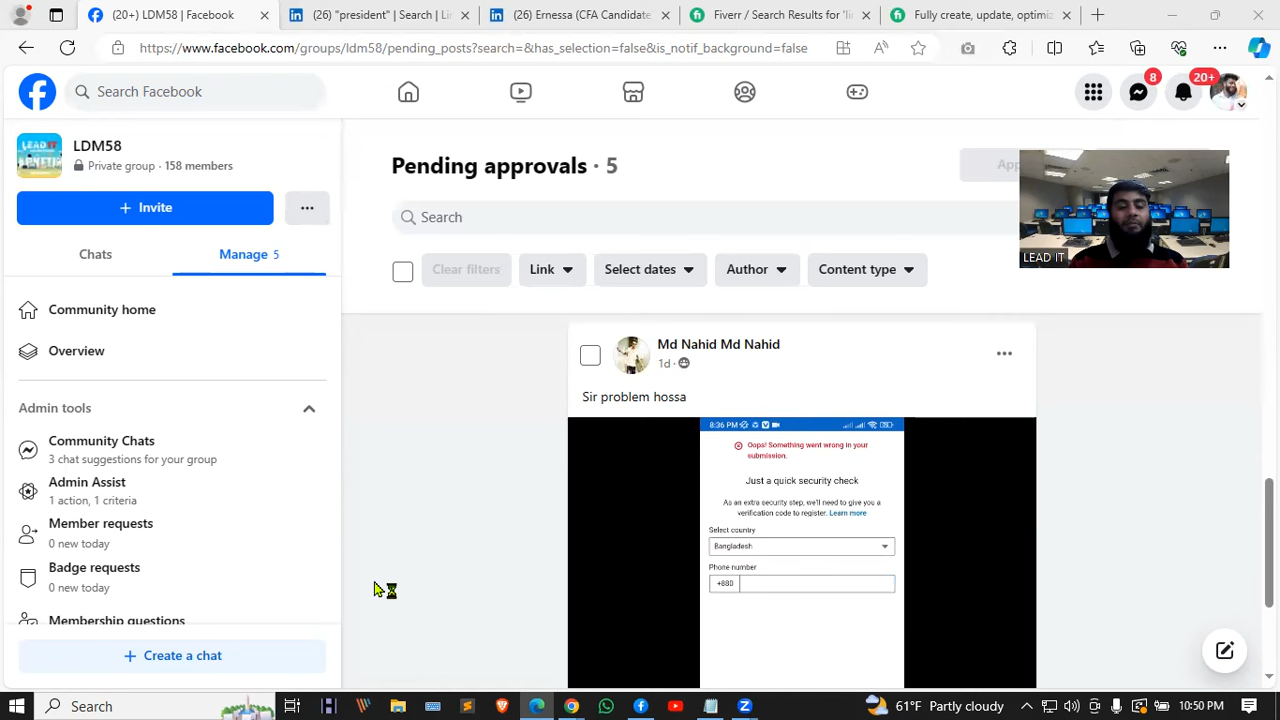 (20+) LDM58 | Facebook
(26) "president" | Li
Linkon Ernessa (CFA Candidate
Fiverr Results for 'li
Fully create, update, optimiz
https://www.facebook.com/groups/ldm58/pending_posts?search=&has_selection=false&is_notif_background=false
Search Facebook
8
20+
LDM58
Private group · 158 members
+ Invite
...
Chats
Manage 5
Community home
Overview
Admin tools
Community Chats
3 chat suggestions for your group
Admin Assist
1 action, 1 criteria
Member requests
0 new today
Badge requests
0 new today
Membership questions
+ Create a chat
Pending approvals · 5
Search
Clear filters
Link
Select dates
Author
Content type
LEAD IT
Md Nahid Md Nahid
1d
Sir problem hossa
8:36 PM
Oops! Something went wrong in your
submission.
Just a quick security check
As an extra security step, we'll need to give you a
verification code to register. Learn more
Select country
Bangladesh
Phone number
+880
Search
61°F Partly cloudy
10:50 PM